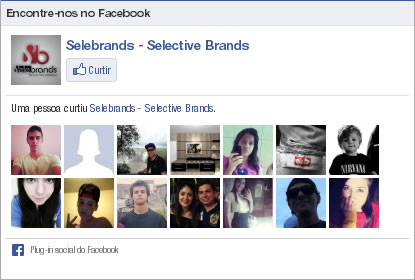 Encontre-nos no Facebook
Selebrands
Selebrands - Selective Brands
Curtir
Uma pessoa curtiu Selebrands - Selective Brands.
NIRVANA
Plug-in social do Facebook